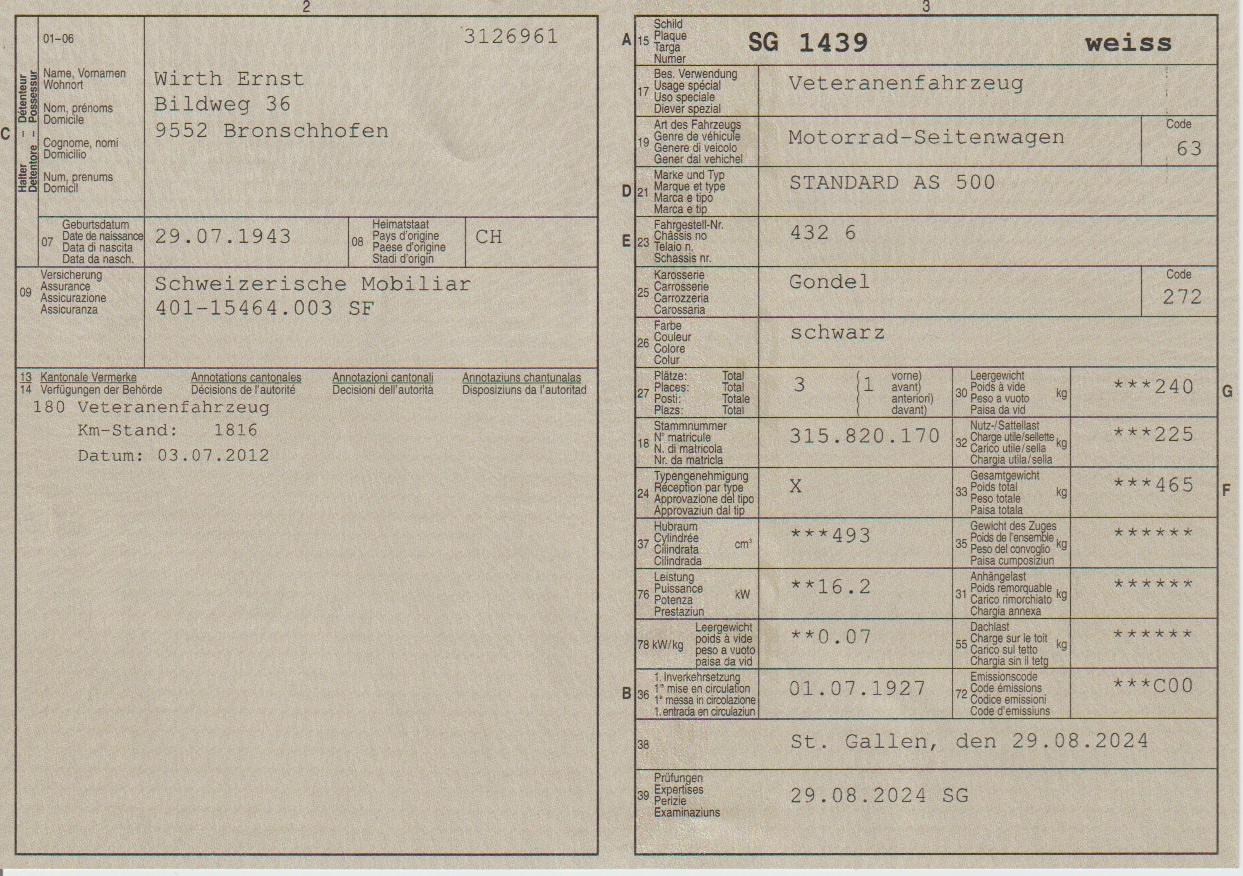 2
01-06
3126961
Halter – Détenteur
Detentore – Possessur
C
Name, Vornamen
Wohnort
Nom, prénoms
Domicile
Cognome, nomi
Domicilio
Num, prenums
Domicil
Wirth Ernst
Bildweg 36
9552 Bronschhofen
07
Geburtsdatum
Date de naissance
Data di nascita
Data da nasch.
29.07.1943
08
Heimatstaat
Pays d'origine
Paese d'origine
Stadi d'origin
CH
09
Versicherung
Assurance
Assicurazione
Assicuranza
Schweizerische Mobiliar
401-15464.003 SF
13 Kantonale Vermerke Annotations cantonales Annotazioni cantonali Annotaziuns chantunalas
14 Verfügungen der Behörde Décisions de l'autorité Decisioni dell'autorità Disposiziuns da l'autoritad
180 Veteranenfahrzeug
Km-Stand: 1816
Datum: 03.07.2012
3
A 15
Schild
Plaque
Targa
Numer
SG 1439 weiss
17
Bes. Verwendung
Usage spécial
Uso speciale
Diever spezial
Veteranenfahrzeug
19
Art des Fahrzeugs
Genre de véhicule
Genere di veicolo
Gener dal vehichel
Motorrad-Seitenwagen
Code
63
D 21
Marke und Typ
Marque et type
Marca e tipo
Marca e tip
STANDARD AS 500
E 23
Fahrgestell-Nr.
Châssis no
Telaio n.
Schassis nr.
432 6
25
Karosserie
Carrosserie
Carrozzeria
Carossaria
Gondel
Code
272
26
Farbe
Couleur
Colore
Colur
schwarz
27
Plätze: Total
Places: Total
Posti: Totale
Plazs: Total
3 (1
vorne)
avant)
anteriori)
davant)
30
Leergewicht
Poids à vide
Peso a vuoto
Paisa da vid
kg
***240
G
18
Stammnummer
N° matricule
N. di matricola
Nr. da matricla
315.820.170
32
Nutz-/Sattellast
Charge utile/sellette
Carico utile/sella
Chargia utila/sella
kg
***225
24
Typengenehmigung
Réception par type
Approvazione del tipo
Approvaziun dal tip
X
33
Gesamtgewicht
Poids total
Peso totale
Paisa totala
kg
***465
F
37
Hubraum
Cylindrée
Cilindrata
Cilindrada
cm³
***493
35
Gewicht des Zuges
Poids de l'ensemble
Peso del convoglio
Paisa cumposiziun
kg
******
76
Leistung
Puissance
Potenza
Prestaziun
kW
**16.2
31
Anhängelast
Poids remorquable
Carico rimorchiato
Chargia annexa
kg
******
78 kW/kg
Leergewicht
poids à vide
peso a vuoto
paisa da vid
**0.07
55
Dachlast
Charge sur le toit
Carico sul tetto
Chargia sin il tetg
kg
******
B 36
1. Inverkehrsetzung
1re mise en circulation
1a messa in circolazione
1. entrada en circulaziun
01.07.1927
72
Emissionscode
Code émissions
Codice emissioni
Code d'émissiuns
***C00
38
St. Gallen, den 29.08.2024
39
Prüfungen
Expertises
Perizie
Examinaziuns
29.08.2024 SG